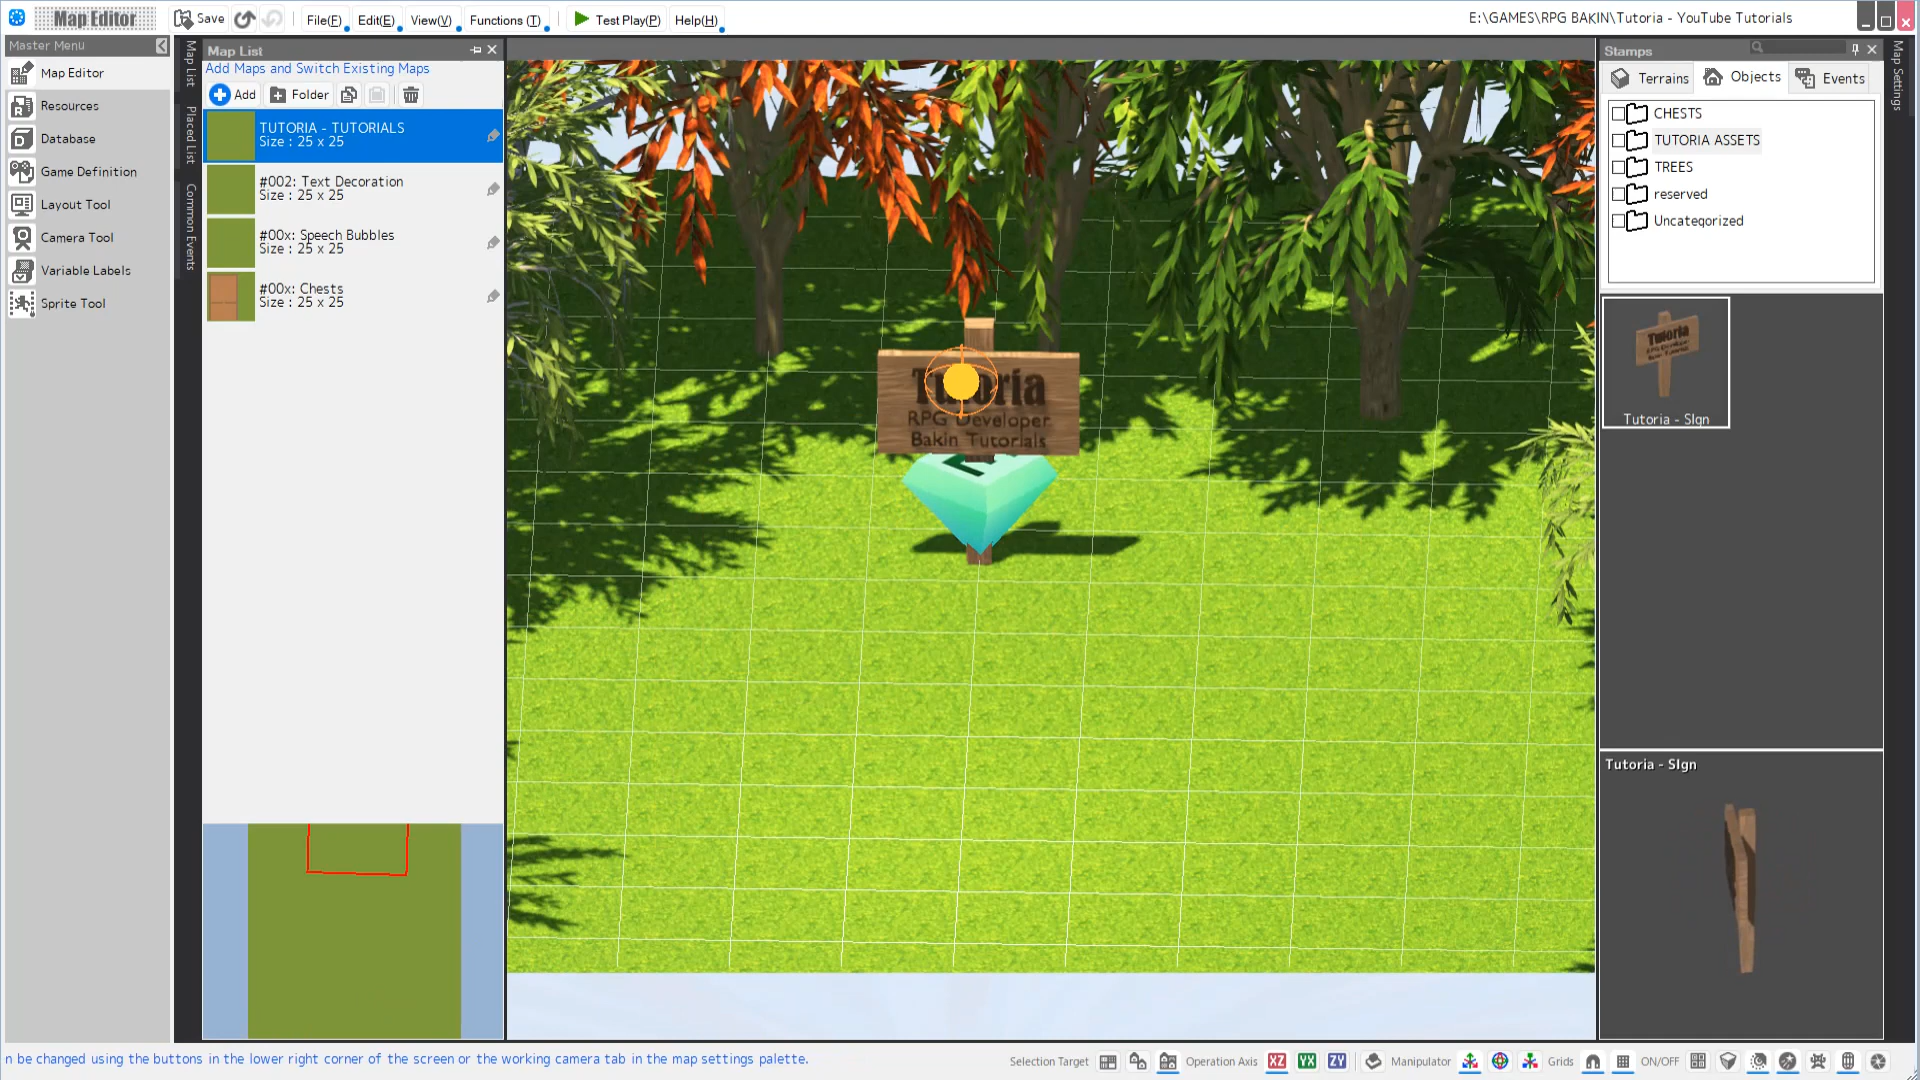 Map Editor
Save
File(F)
Edit(E)
View(V)
Functions (T)
Test Play(P)
Help(H)
E:\GAMES\RPG BAKIN\Tutoria - YouTube Tutorials
Master Menu
Map Editor
Resources
Database
Game Definition
Layout Tool
Camera Tool
Variable Labels
Sprite Tool
Map List
Placed List
Common Events
Map List
Add Maps and Switch Existing Maps
Add
Folder
TUTORIA - TUTORIALS
Size : 25 x 25
#002: Text Decoration
Size : 25 x 25
#00x: Speech Bubbles
Size : 25 x 25
#00x: Chests
Size : 25 x 25
Tutoria
RPG Developer
Bakin Tutorials
Stamps
Terrains
Objects
Events
CHESTS
TUTORIA ASSETS
TREES
reserved
Uncategorized
Tutoria
RPG Developer
Bakin Tutorials
Tutoria - SIgn
Tutoria - SIgn
Map Settings
n be changed using the buttons in the lower right corner of the screen or the working camera tab in the map settings palette.
Selection Target
Operation Axis
XZ
YX
ZY
Manipulator
Grids
ON/OFF